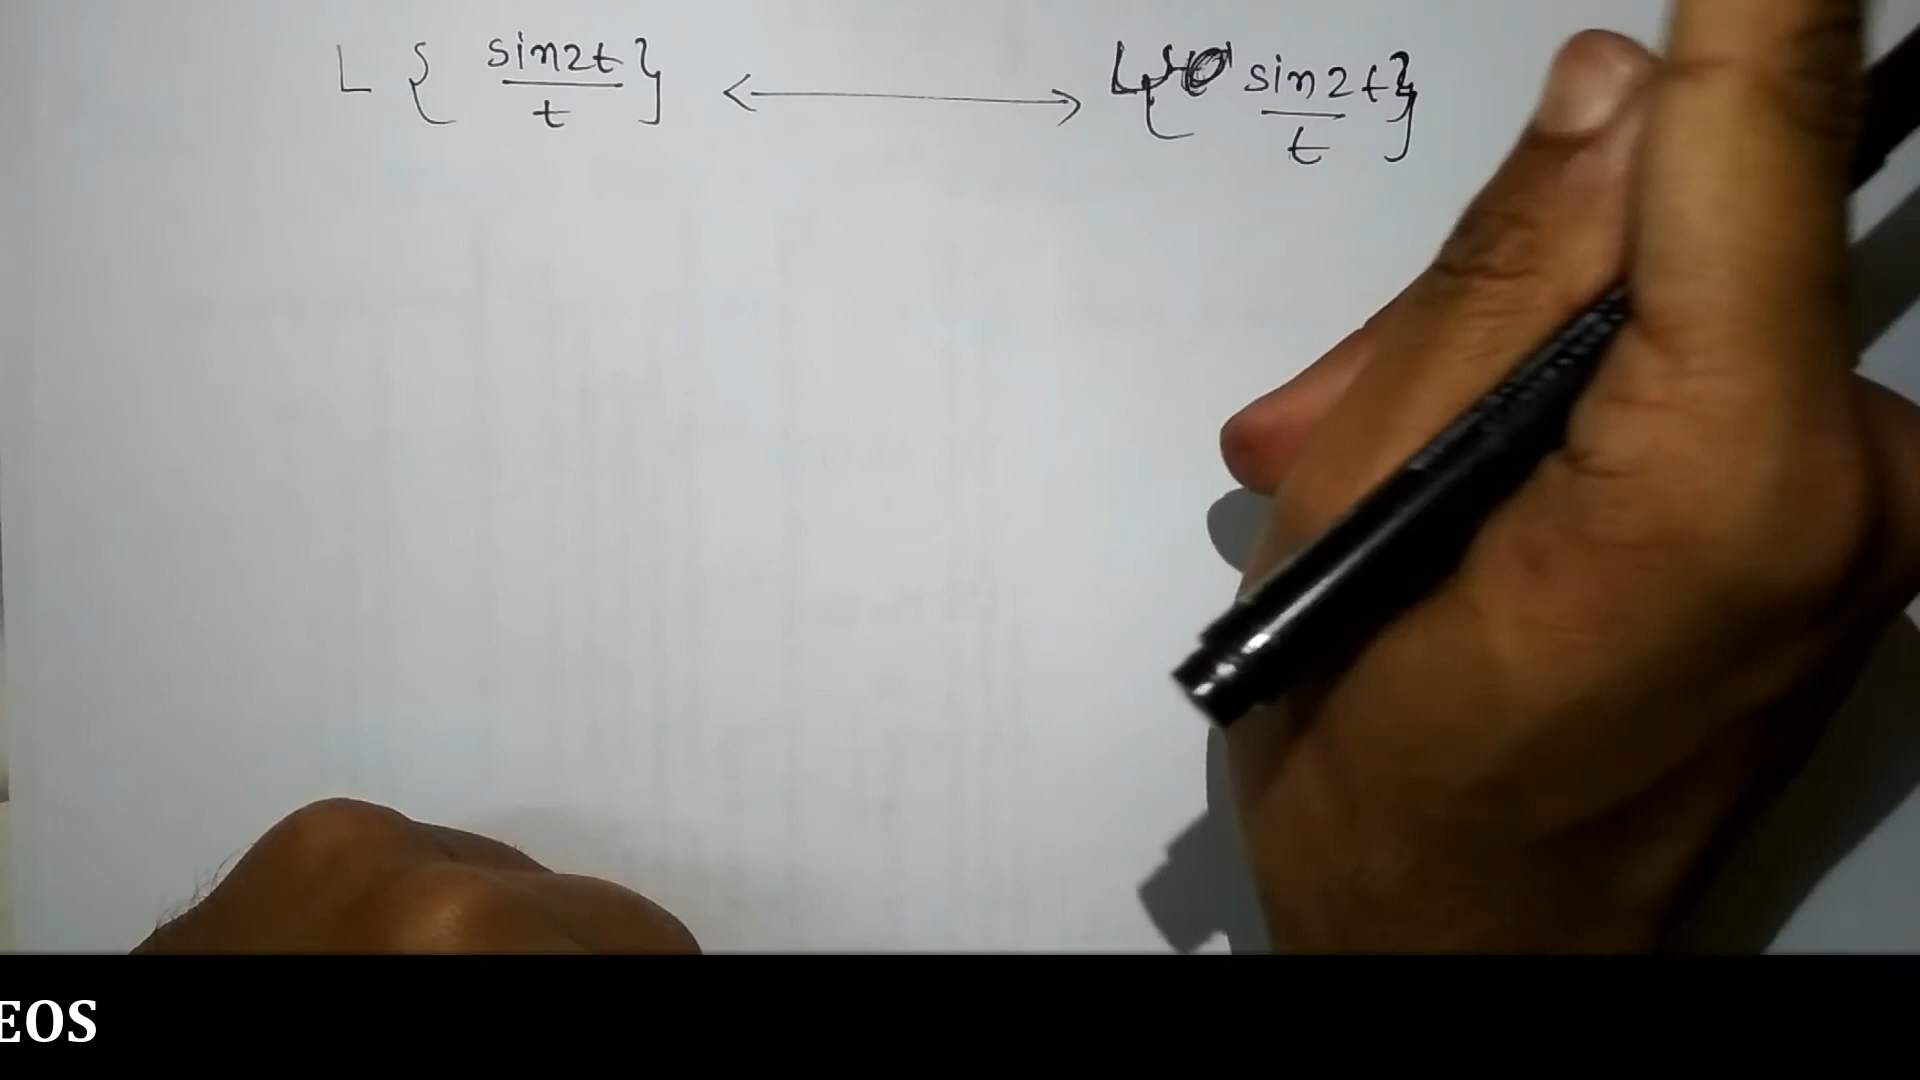 L { sin2t / t } <-----> L { sin2t / t }
EOS